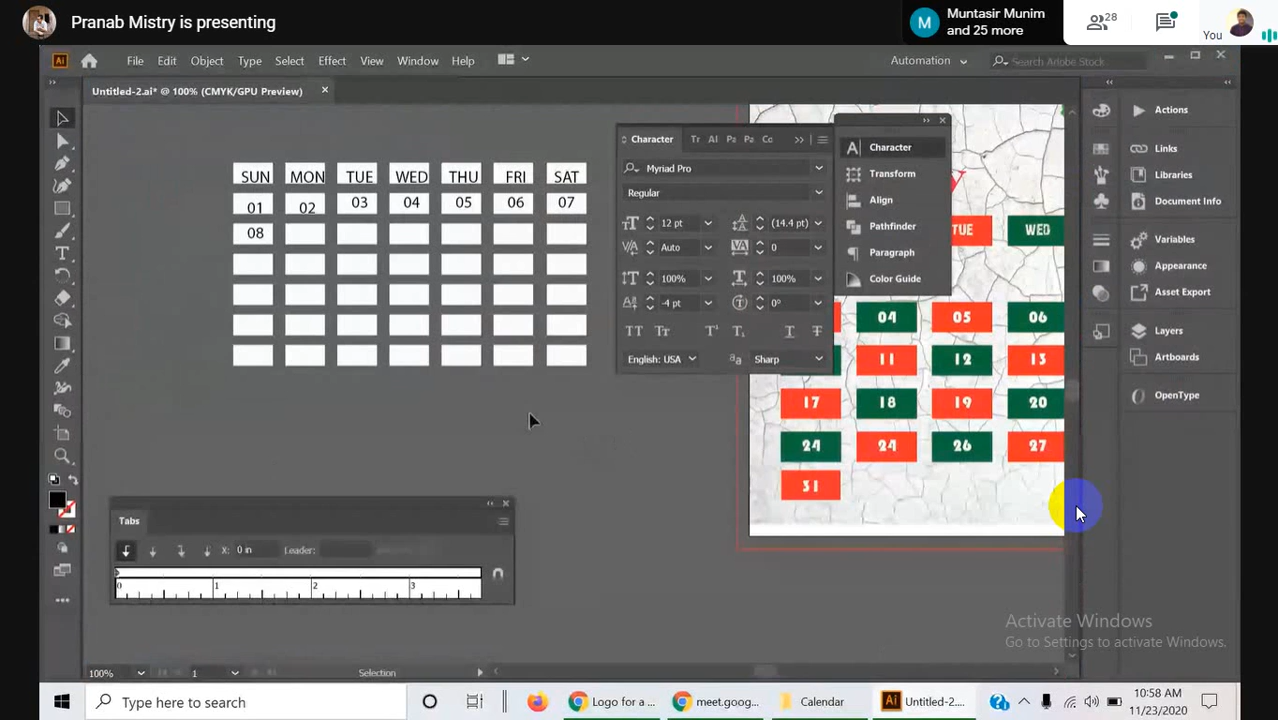 Pranab Mistry is presenting
M
Muntasir Munim
and 25 more
28
You
Ai
File Edit Object Type Select Effect View Window Help
Automation
Search Adobe Stock
Untitled-2.ai* @ 100% (CMYK/GPU Preview)
Character Tr AI Pa Pa Co
Myriad Pro
Regular
12 pt (14.4 pt)
Auto 0
100% 100%
-4 pt 0°
English: USA Sharp
Character
Transform
Align
Pathfinder
Paragraph
Color Guide
Actions
Links
Libraries
Document Info
Variables
Appearance
Asset Export
Layers
Artboards
OpenType
SUN MON TUE WED THU FRI SAT
01 02 03 04 05 06 07
08
TUE WED
04 05 06
11 12 13
17 18 19 20
24 24 26 27
31
Tabs
X: 0 in Leader:
0 1 2 3
Activate Windows
Go to Settings to activate Windows.
100% 1 Selection
Type here to search
Logo for a ...
meet.goog...
Calendar
Untitled-2....
10:58 AM
11/23/2020